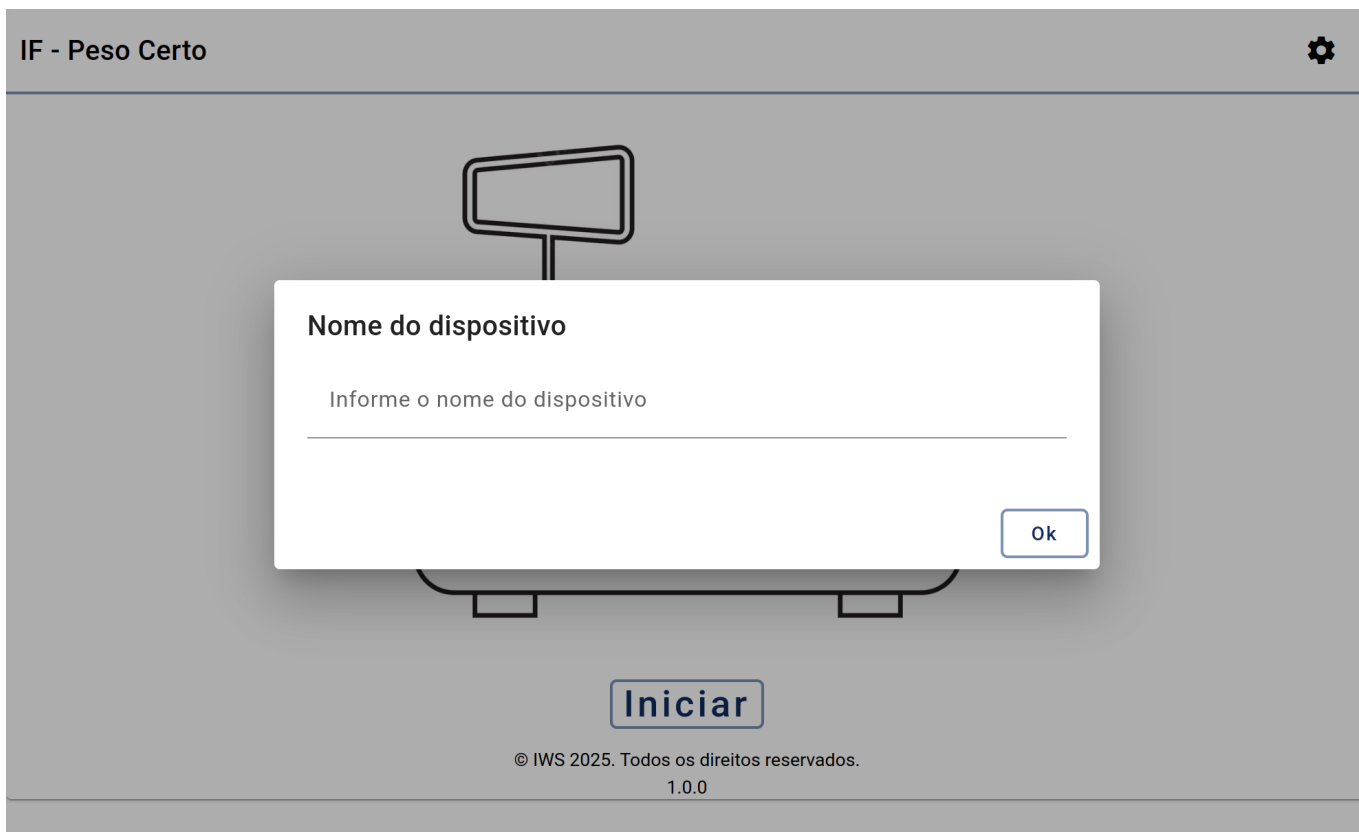 IF - Peso Certo
Nome do dispositivo
Informe o nome do dispositivo
Ok
Iniciar
© IWS 2025. Todos os direitos reservados.
1.0.0